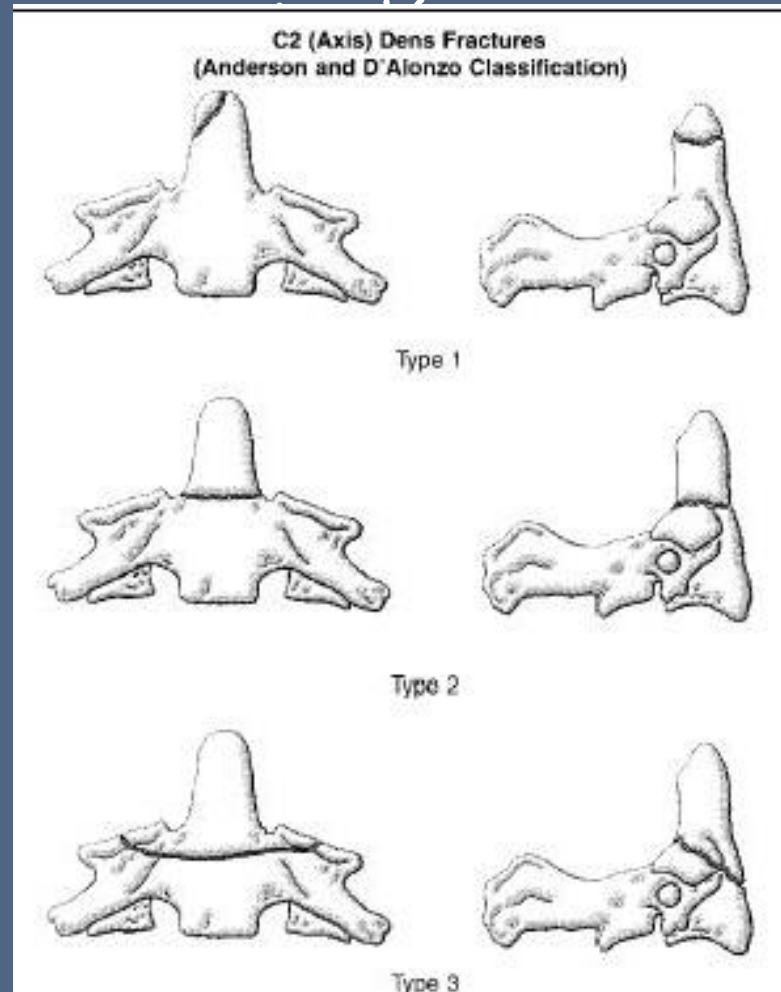 C2 (Axis) Dens Fractures
(Anderson and D'Alonzo Classification)
Type 1
Type 2
Type 3